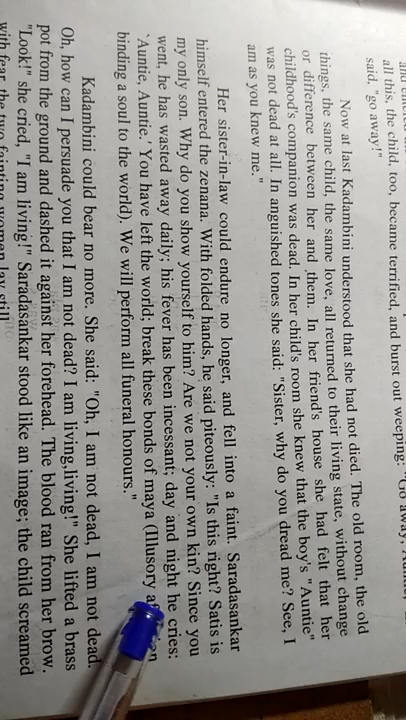 all this, the child, too, became terrified, and burst out weeping: "Go away,
said, "go away!"
Now at last Kadambini understood that she had not died. The old room, the old
things, the same child, the same love, all returned to their living state, without change
or difference between her and them. In her friend's house she had felt that her
childhood's companion was dead. In her child's room she knew that the boy's "Auntie"
was not dead at all. In anguished tones she said: "Sister, why do you dread me? See, I
am as you knew me."
Her sister-in-law could endure no longer, and fell into a faint. Saradasankar
himself entered the zenana. With folded hands, he said piteously: "Is this right? Satis is
my only son. Why do you show yourself to him? Are we not your own kin? Since you
went, he has wasted away daily; his fever has been incessant; day and night he cries:
'Auntie, Auntie.' You have left the world; break these bonds of maya (Illusory
binding a soul to the world). We will perform all funeral honours."
Kadambini could bear no more. She said: "Oh, I am not dead, I am not dead.
Oh, how can I persuade you that I am not dead? I am living,living!" She lifted a brass
pot from the ground and dashed it against her forehead. The blood ran from her brow.
"Look!" she cried, "I am living!" Saradasankar stood like an image; the child screamed
with fear, the two fainting women lay still.